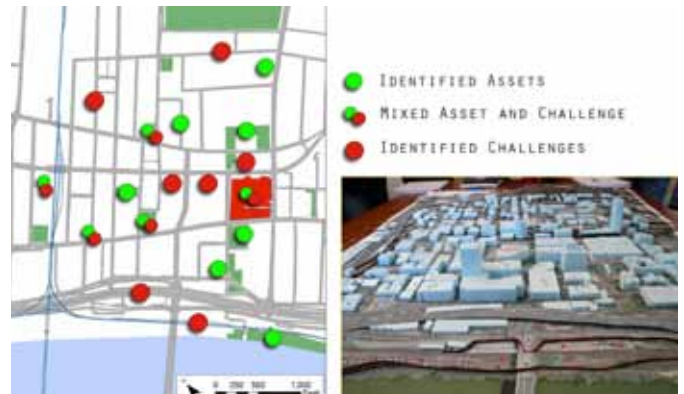 IDENTIFIED ASSETS
MIXED ASSET AND CHALLENGE
IDENTIFIED CHALLENGES
0 250 500 1,000